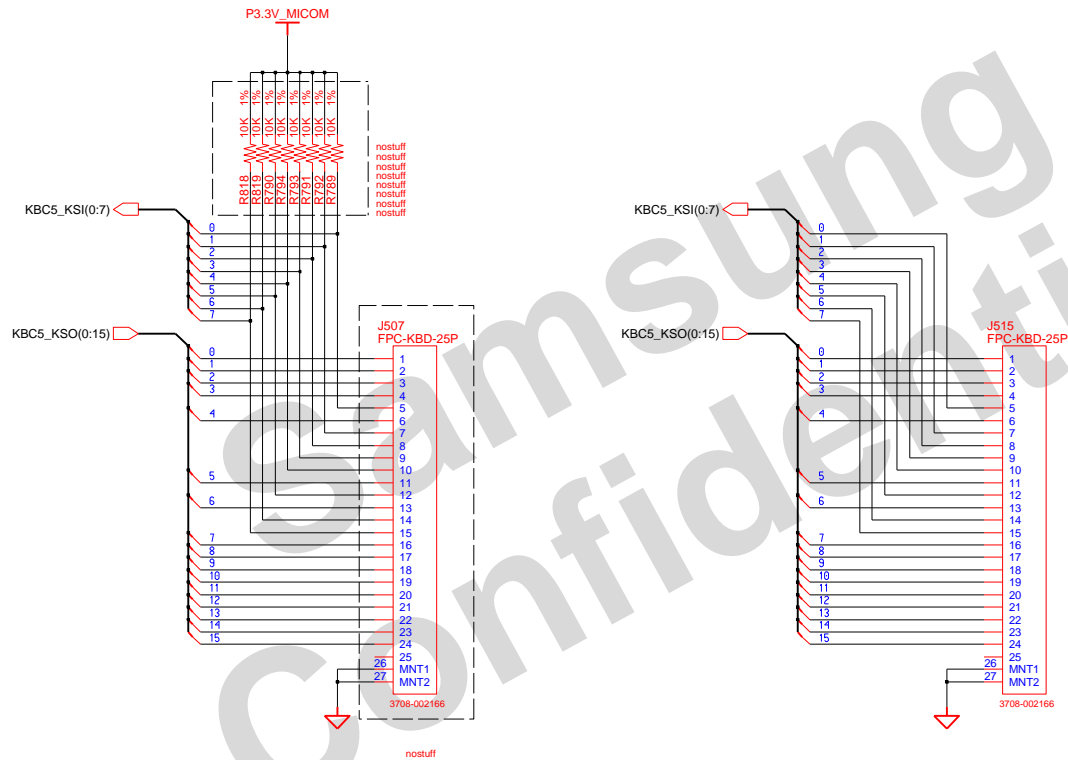 P3.3V_MICOM
10K 1%
10K 1%
10K 1%
10K 1%
10K 1%
10K 1%
10K 1%
10K 1%
R818
R819
R790
R794
R793
R791
R792
R789
nostuff
nostuff
nostuff
nostuff
nostuff
nostuff
nostuff
nostuff
KBC5_KSI(0:7)
0
1
2
3
4
5
6
7
KBC5_KSO(0:15)
0
1
2
3
4
5
6
7
8
9
10
11
12
13
14
15
J507
FPC-KBD-25P
1
2
3
4
5
6
7
8
9
10
11
12
13
14
15
16
17
18
19
20
21
22
23
24
25
26 MNT1
27 MNT2
3708-002166
nostuff
KBC5_KSI(0:7)
0
1
2
3
4
5
6
7
KBC5_KSO(0:15)
0
1
2
3
4
5
6
7
8
9
10
11
12
13
14
15
J515
FPC-KBD-25P
1
2
3
4
5
6
7
8
9
10
11
12
13
14
15
16
17
18
19
20
21
22
23
24
25
26 MNT1
27 MNT2
3708-002166
Samsung
Confidenti